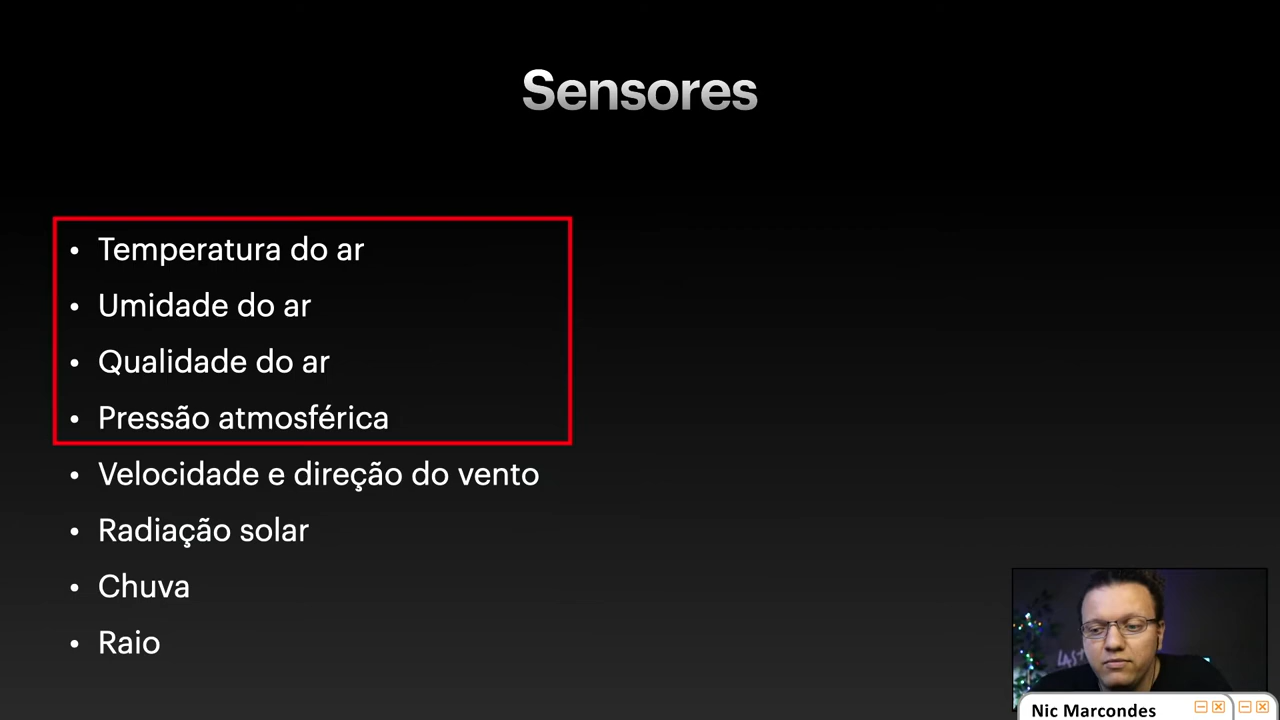 Sensores
• Temperatura do ar
• Umidade do ar
• Qualidade do ar
• Pressão atmosférica
• Velocidade e direção do vento
• Radiação solar
• Chuva
• Raio
Nic Marcondes